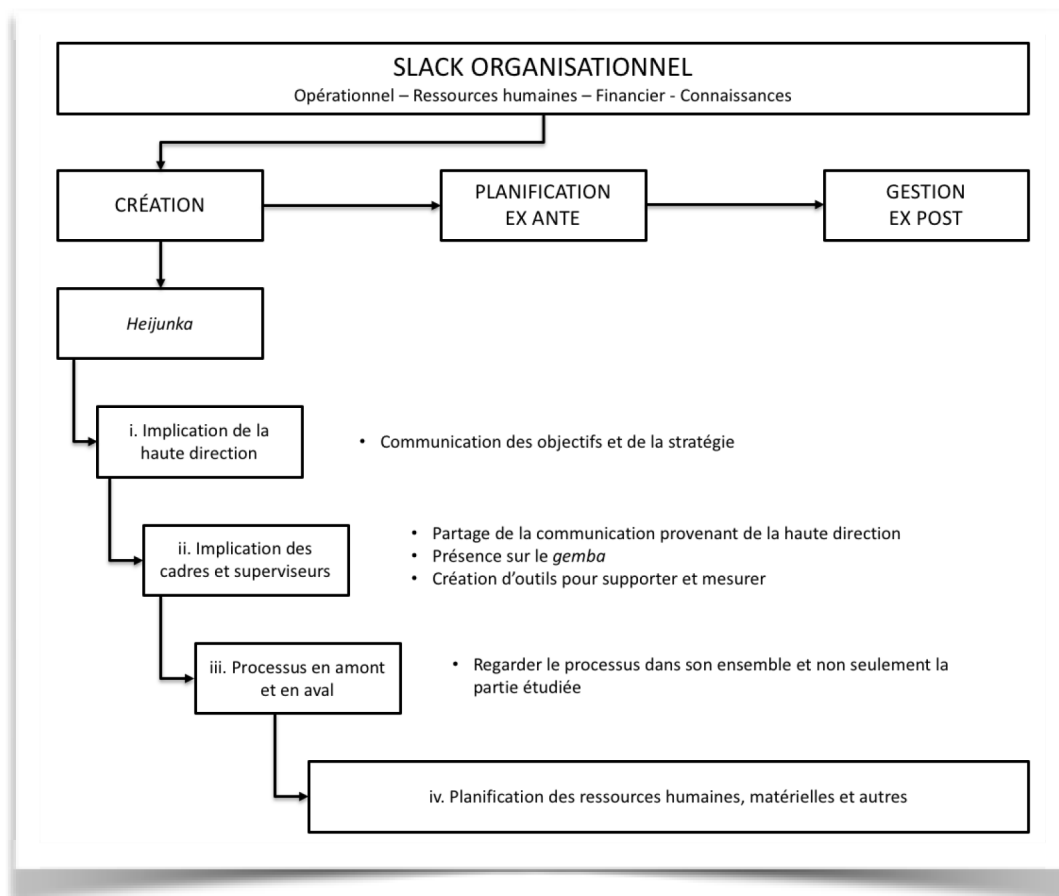 SLACK ORGANISATIONNEL
Opérationnel – Ressources humaines – Financier - Connaissances
CRÉATION
PLANIFICATION
EX ANTE
GESTION
EX POST
Heijunka
i. Implication de la
haute direction
• Communication des objectifs et de la stratégie
ii. Implication des
cadres et superviseurs
• Partage de la communication provenant de la haute direction
• Présence sur le gemba
• Création d’outils pour supporter et mesurer
iii. Processus en amont
et en aval
• Regarder le processus dans son ensemble et non seulement la
partie étudiée
iv. Planification des ressources humaines, matérielles et autres